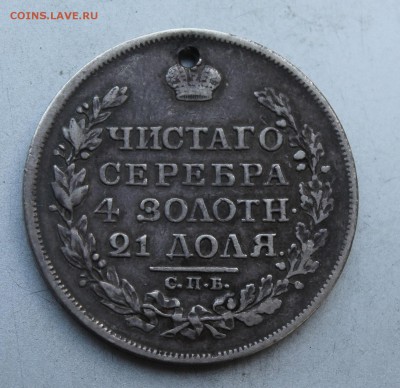 COINS.LAVE.RU
ЧИСТАГО
СЕРЕБРА
4 ЗОЛОТН.
21 ДОЛЯ.
С.П.Б.